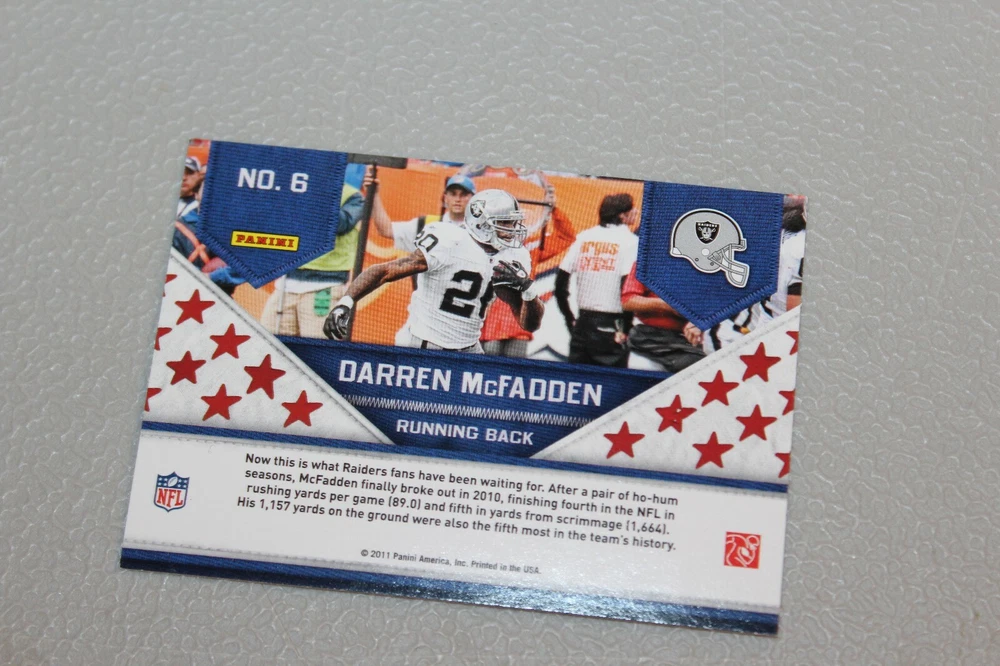 NO. 6
PANINI
RAIDERS
20
20
DARREN McFADDEN
RUNNING BACK
Now this is what Raiders fans have been waiting for. After a pair of ho-hum
seasons, McFadden finally broke out in 2010, finishing fourth in the NFL in
rushing yards per game (89.0) and fifth in yards from scrimmage (1,664).
His 1,157 yards on the ground were also the fifth most in the team's history.
NFL
© 2011 Panini America, Inc. Printed in the USA.